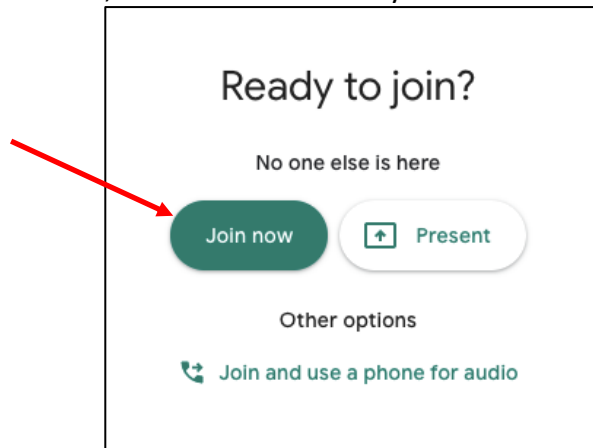 Ready to join?
No one else is here
Join now
Present
Other options
Join and use a phone for audio